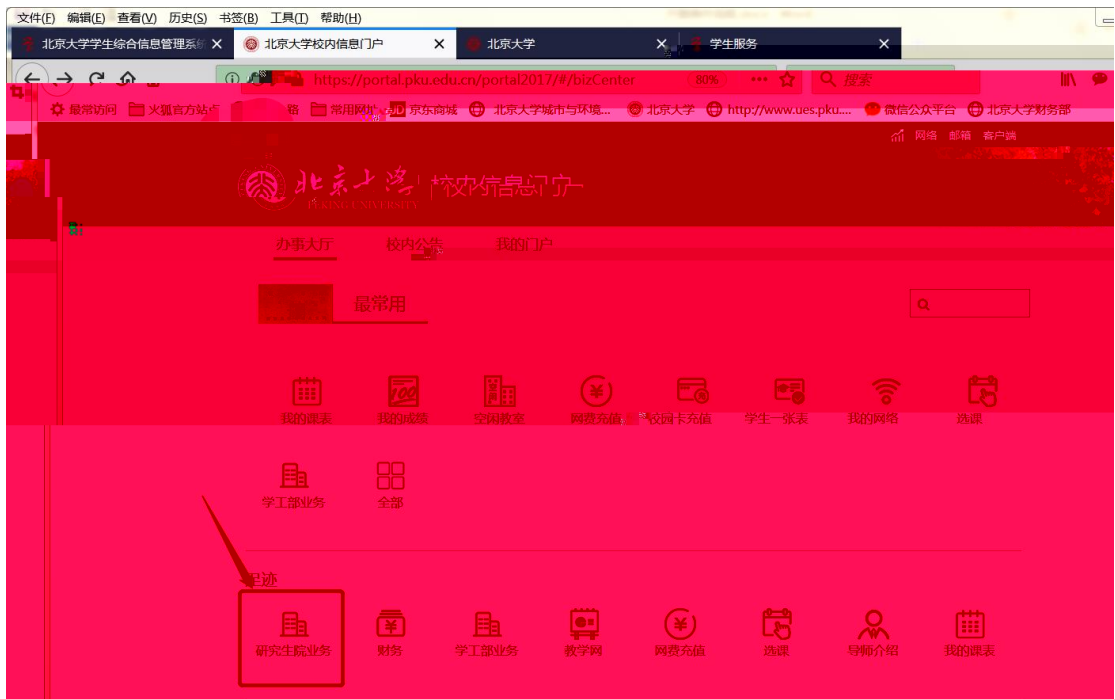 文件(F) 编辑(E) 查看(V) 历史(S) 书签(B) 工具(T) 帮助(H)
北京大学学生综合信息管理系统 北京大学校内信息门户 北京大学 学生服务
https://portal.pku.edu.cn/portal2017/#/bizCenter 80% 搜索
最常访问 火狐官方站点 常用网址 JD 京东商城 北京大学城市与环境... 北京大学 http://www.ues.pku.... 微信公众平台 北京大学财务部
网络 邮箱 客户端
北京大学 校内信息门户
PEKING UNIVERSITY
办事大厅 校内公告 我的门户
最常用
我的课表 我的成绩 空闲教室 网费充值 校园卡充值 学生一张表 我的网络 选课
学工部业务 全部
足迹
研究生院业务 财务 学工部业务 教学网 网费充值 选课 导师介绍 我的课表